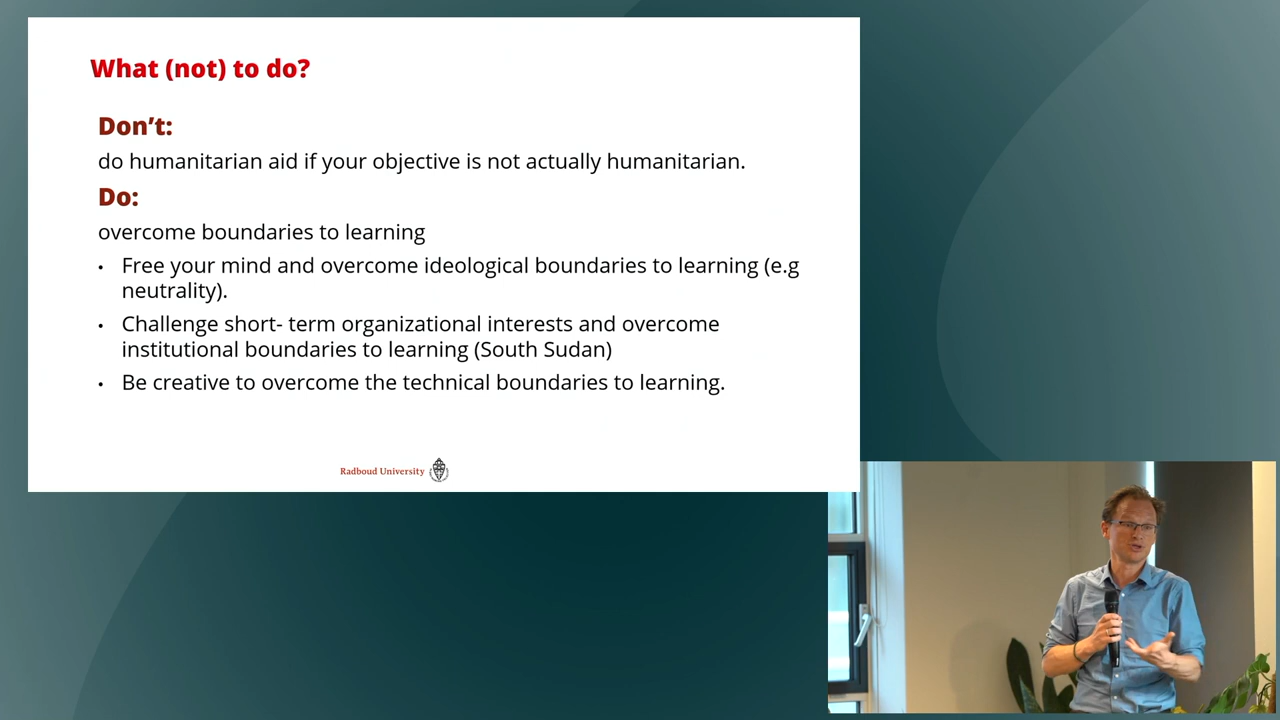 What (not) to do?
Don’t:
do humanitarian aid if your objective is not actually humanitarian.
Do:
overcome boundaries to learning
• Free your mind and overcome ideological boundaries to learning (e.g
neutrality).
• Challenge short- term organizational interests and overcome
institutional boundaries to learning (South Sudan)
• Be creative to overcome the technical boundaries to learning.
Radboud University